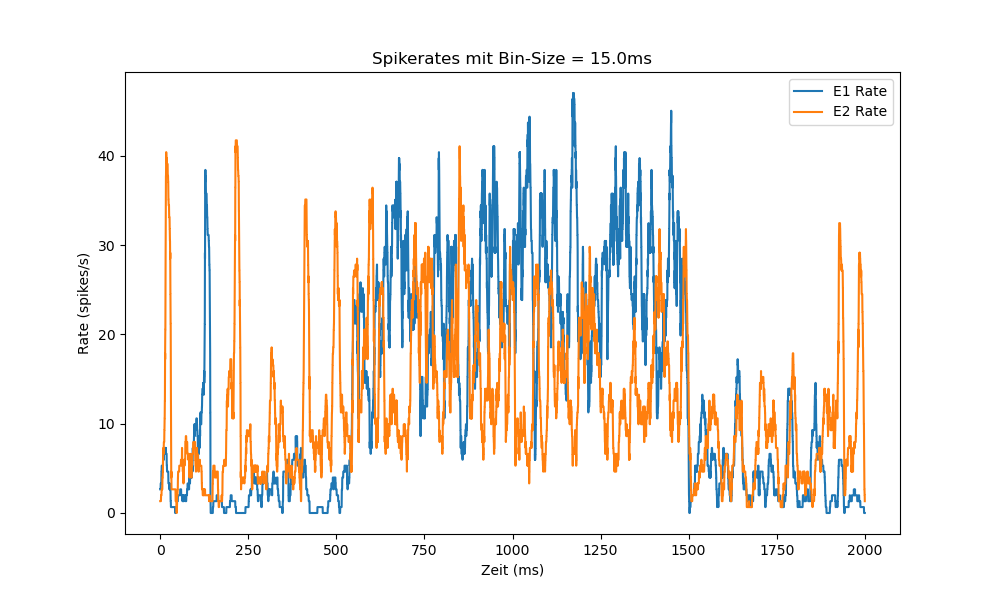 Spikerates mit Bin-Size = 15.0ms
E1 Rate
E2 Rate
Rate (spikes/s)
40
30
20
10
0
0 250 500 750 1000 1250 1500 1750 2000
Zeit (ms)